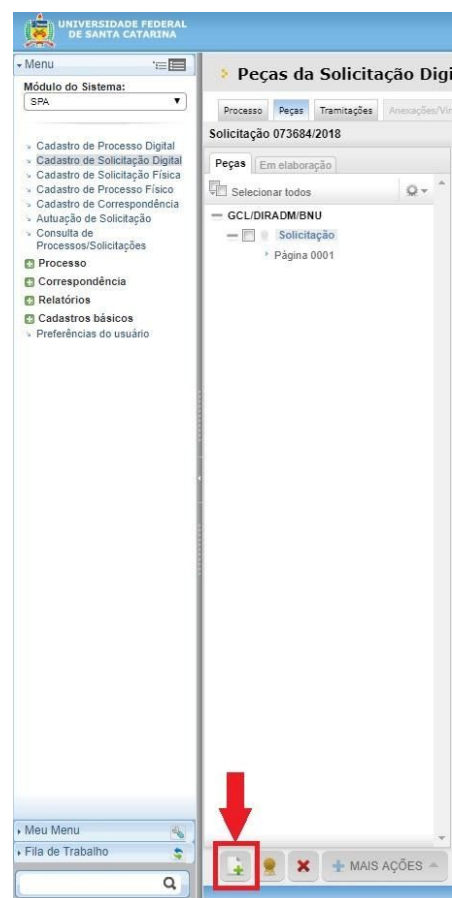 UNIVERSIDADE FEDERAL
DE SANTA CATARINA
Menu
Módulo do Sistema:
SPA
Cadastro de Processo Digital
Cadastro de Solicitação Digital
Cadastro de Solicitação Física
Cadastro de Processo Físico
Cadastro de Correspondência
Autuação de Solicitação
Consulta de
Processos/Solicitações
Processo
Correspondência
Relatórios
Cadastros básicos
Preferências do usuário
Meu Menu
Fila de Trabalho
Peças da Solicitação Digi
Processo Peças Tramitações Anexações/Vin
Solicitação 073684/2018
Peças Em elaboração
Selecionar todos
GCL/DIRADM/BNU
Solicitação
Página 0001
MAIS AÇÕES